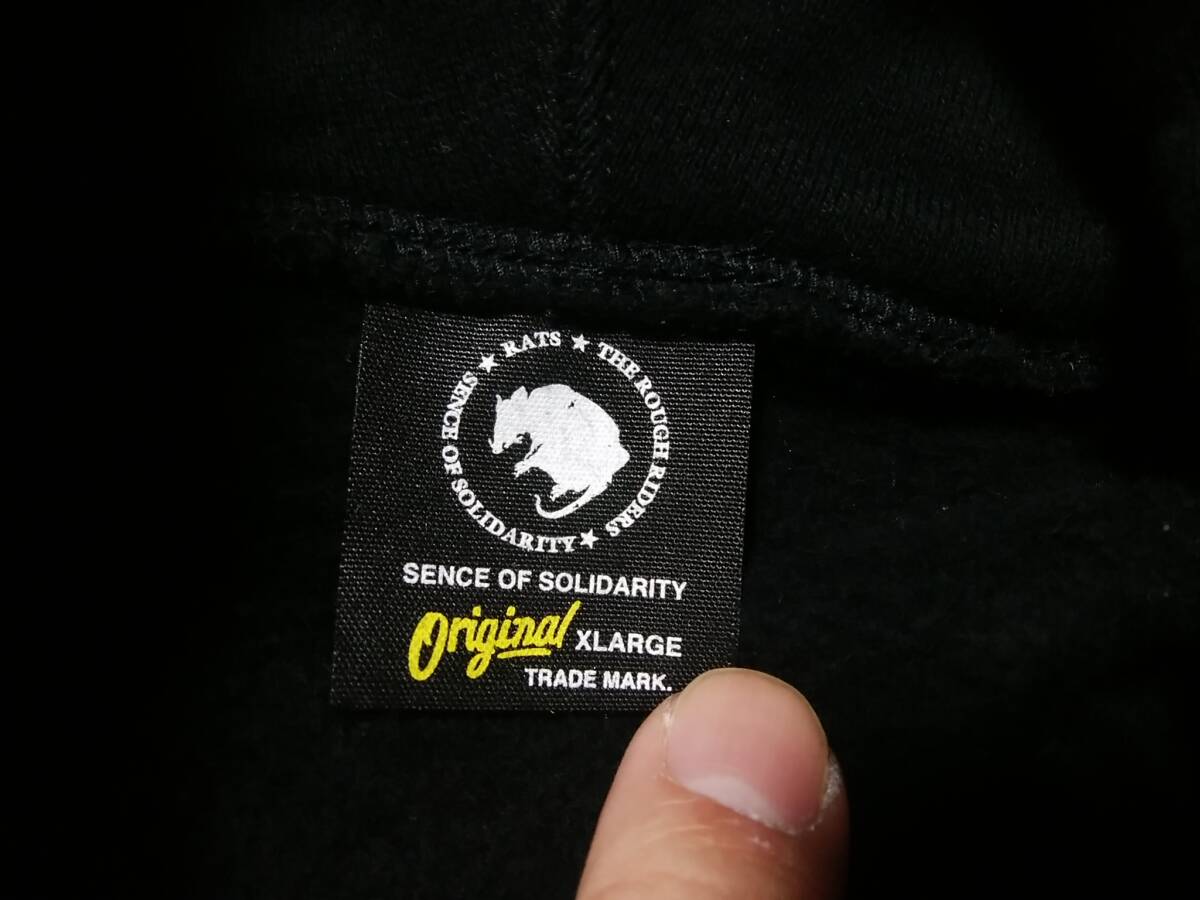 ★ RATS ★ THE ROUGH RIDERS ★ SENCE OF SOLIDARITY
SENCE OF SOLIDARITY
Original XLARGE
TRADE MARK.